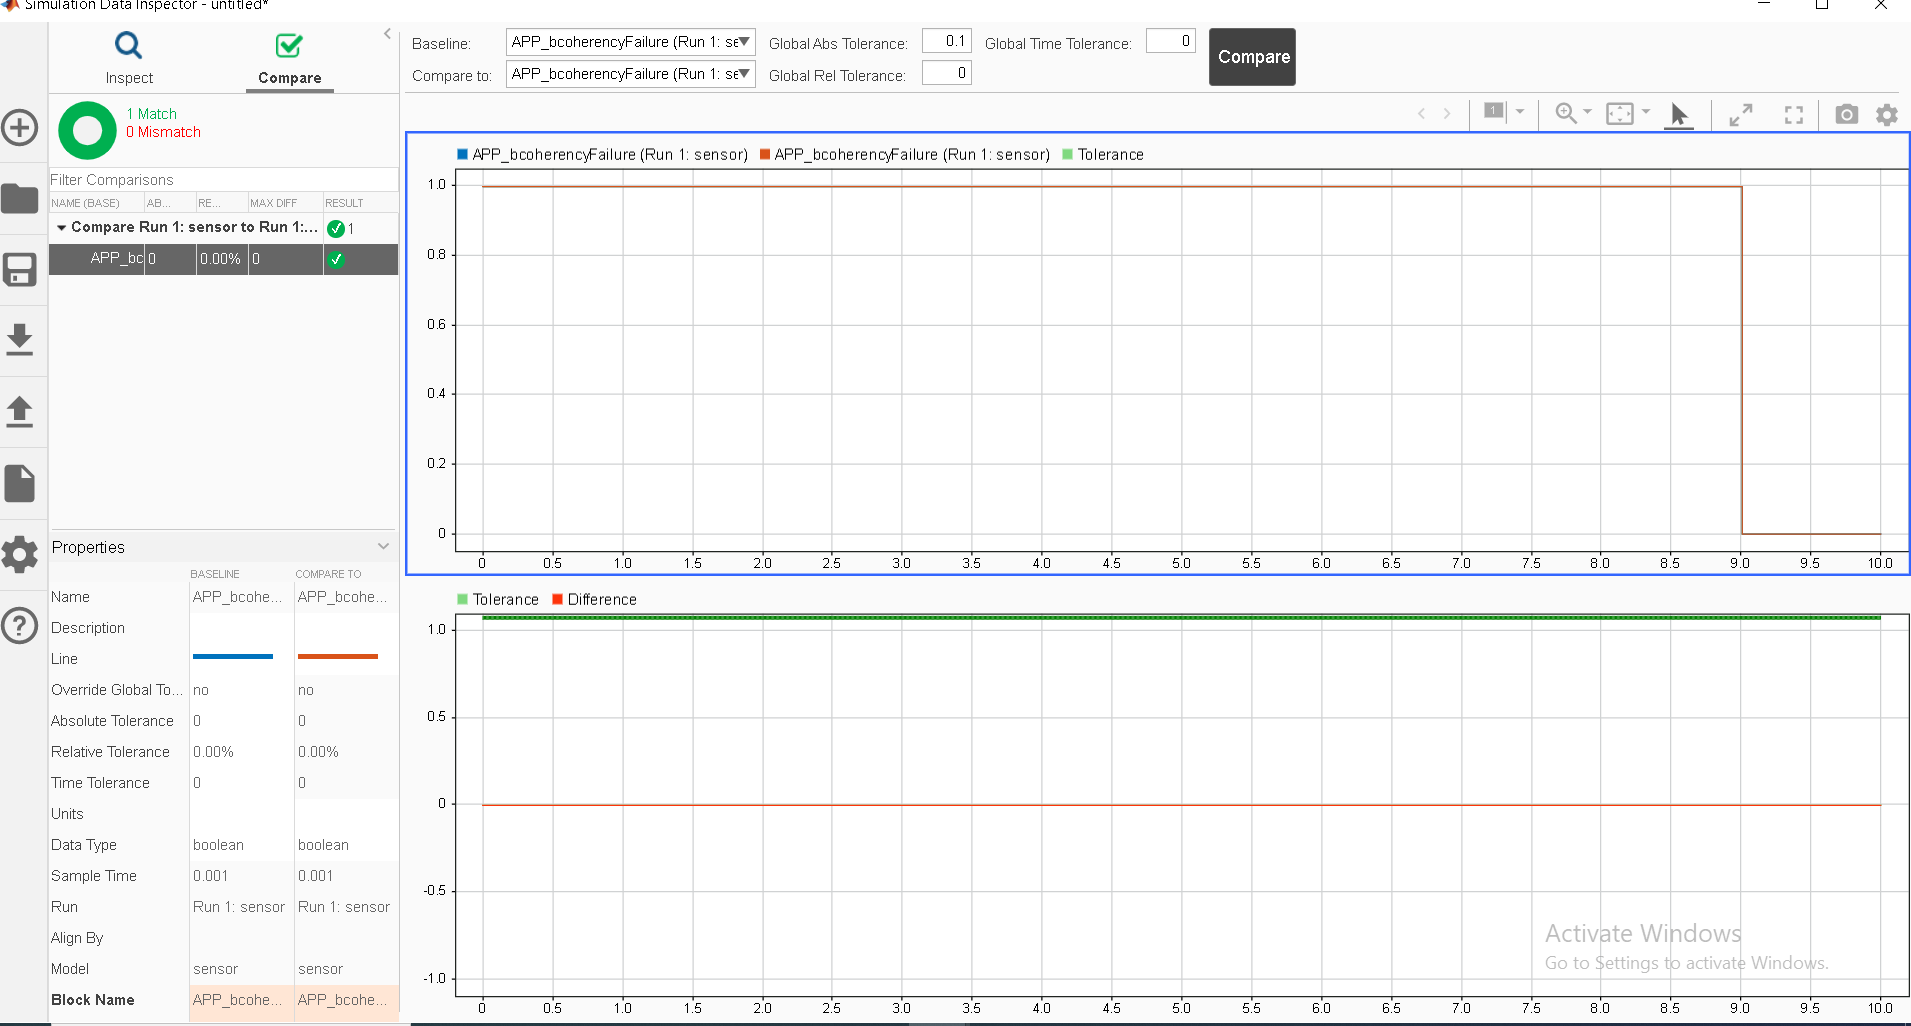 Simulation Data Inspector - untitled*
Inspect
Compare
Baseline:
APP_bcoherencyFailure (Run 1: se
Global Abs Tolerance:
0.1
Global Time Tolerance:
0
Compare
Compare to:
APP_bcoherencyFailure (Run 1: se
Global Rel Tolerance:
0
1 Match
0 Mismatch
Filter Comparisons
NAME (BASE) AB... RE... MAX DIFF RESULT
Compare Run 1: sensor to Run 1:... 1
APP_bc 0 0.00% 0
Properties
BASELINE COMPARE TO
Name APP_bcohe... APP_bcohe...
Description
Line
Override Global To... no no
Absolute Tolerance 0 0
Relative Tolerance 0.00% 0.00%
Time Tolerance 0 0
Units
Data Type boolean boolean
Sample Time 0.001 0.001
Run Run 1: sensor Run 1: sensor
Align By
Model sensor sensor
Block Name APP_bcohe... APP_bcohe...
1
APP_bcoherencyFailure (Run 1: sensor) APP_bcoherencyFailure (Run 1: sensor) Tolerance
1.0
0.8
0.6
0.4
0.2
0
0 0.5 1.0 1.5 2.0 2.5 3.0 3.5 4.0 4.5 5.0 5.5 6.0 6.5 7.0 7.5 8.0 8.5 9.0 9.5 10.0
Tolerance Difference
1.0
0.5
0
-0.5
-1.0
0 0.5 1.0 1.5 2.0 2.5 3.0 3.5 4.0 4.5 5.0 5.5 6.0 6.5 7.0 7.5 8.0 8.5 9.0 9.5 10.0
Activate Windows
Go to Settings to activate Windows.